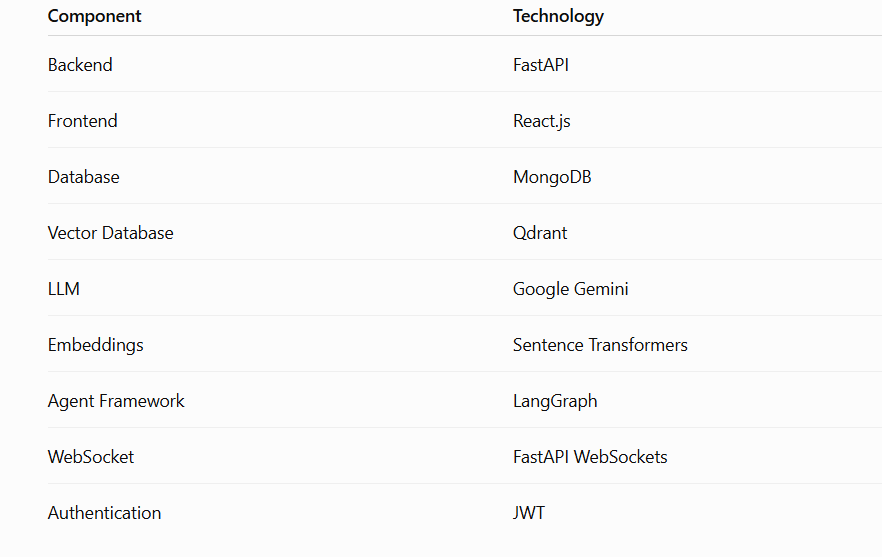 Component Technology
Backend FastAPI
Frontend React.js
Database MongoDB
Vector Database Qdrant
LLM Google Gemini
Embeddings Sentence Transformers
Agent Framework LangGraph
WebSocket FastAPI WebSockets
Authentication JWT